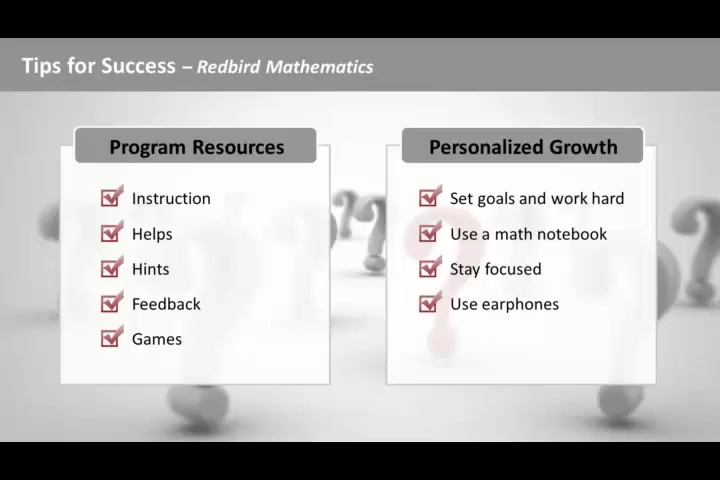 Tips for Success – Redbird Mathematics
Program Resources
Instruction
Helps
Hints
Feedback
Games
Personalized Growth
Set goals and work hard
Use a math notebook
Stay focused
Use earphones